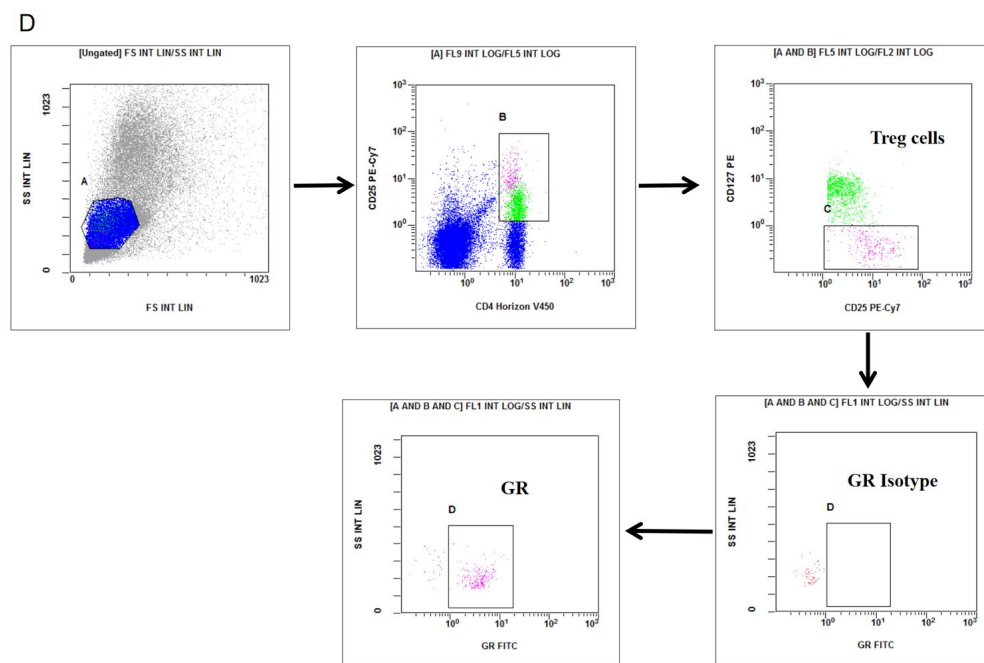 D
[Ungated] FS INT LIN/SS INT LIN
1023
SS INT LIN
A
0
0
1023
FS INT LIN
[A] FL9 INT LOG/FL5 INT LOG
10³
10²
10¹
10⁰
CD25 PE-Cy7
B
10⁰
10¹
10²
10³
CD4 Horizon V450
[A AND B] FL5 INT LOG/FL2 INT LOG
10³
10²
10¹
10⁰
CD127 PE
Treg cells
C
10⁰
10¹
10²
10³
CD25 PE-Cy7
[A AND B AND C] FL1 INT LOG/SS INT LIN
1023
SS INT LIN
0
GR
D
10⁰
10¹
10²
10³
GR FITC
[A AND B AND C] FL1 INT LOG/SS INT LIN
1023
SS INT LIN
0
GR Isotype
D
10⁰
10¹
10²
10³
GR FITC